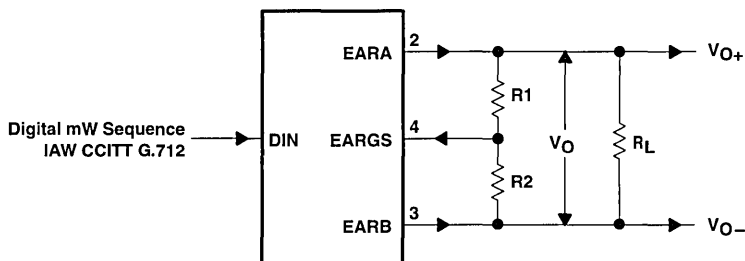 EARA
2
VO+
R1
Digital mW Sequence
IAW CCITT G.712
DIN
EARGS
4
VO
RL
R2
EARB
3
VO–